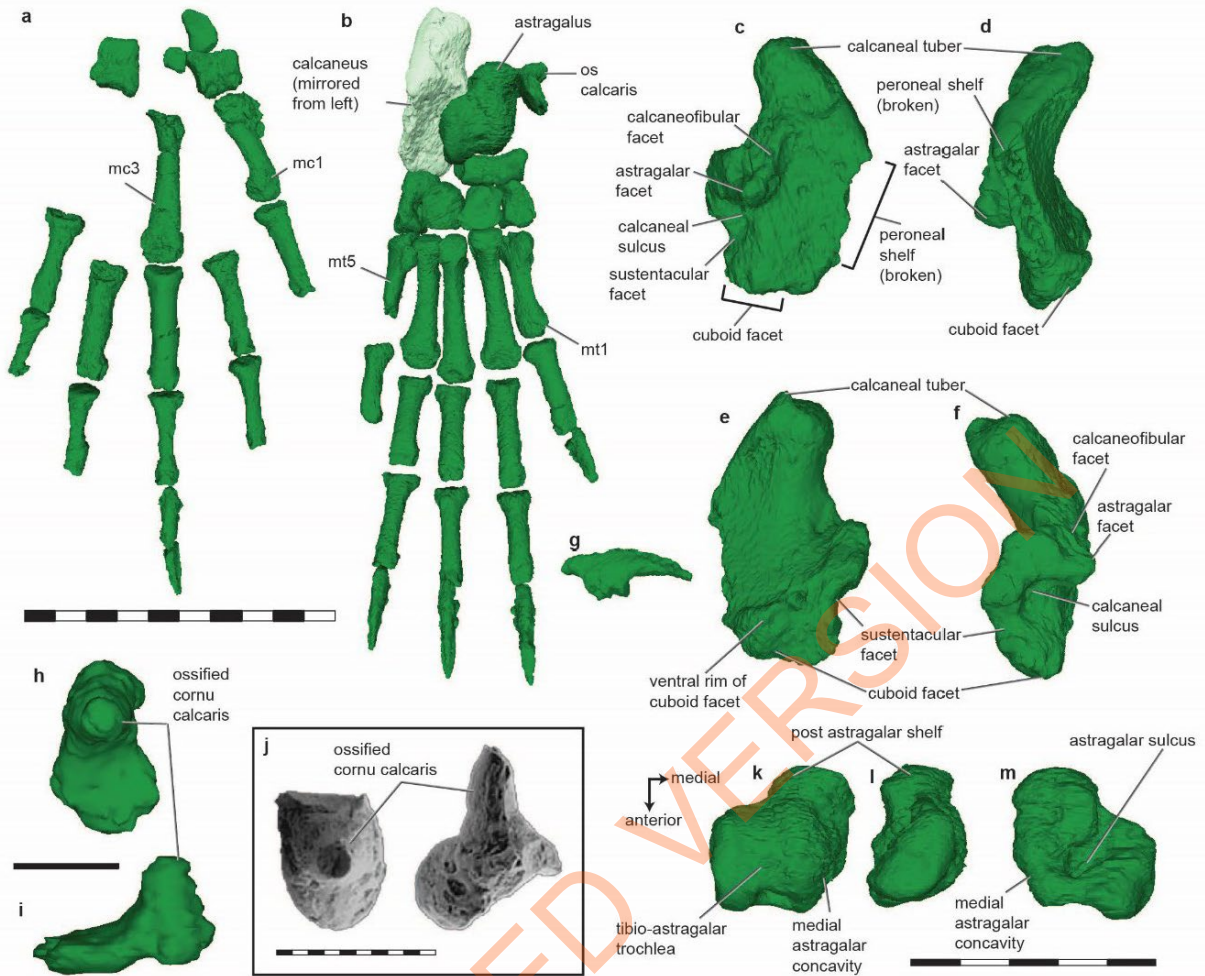 a
b
astragalus
calcaneus
(mirrored
from left)
os
calcaris
mc3
mc1
mt5
mt1
c
d
calcaneal tuber
peroneal shelf
(broken)
calcaneofibular
facet
astragalar
facet
astragalar
facet
calcaneal
sulcus
sustentacular
facet
peroneal
shelf
(broken)
cuboid facet
cuboid facet
calcaneal tuber
e
f
calcaneofibular
facet
astragalar
facet
g
calcaneal
sulcus
sustentacular
facet
ventral rim of
cuboid facet
cuboid facet
h
ossified
cornu
calcaris
i
j
ossified
cornu calcaris
post astragalar shelf
astragalar sulcus
medial
anterior
k
l
m
tibio-astragalar
trochlea
medial
astragalar
concavity
medial
astragalar
concavity
ED VERSION